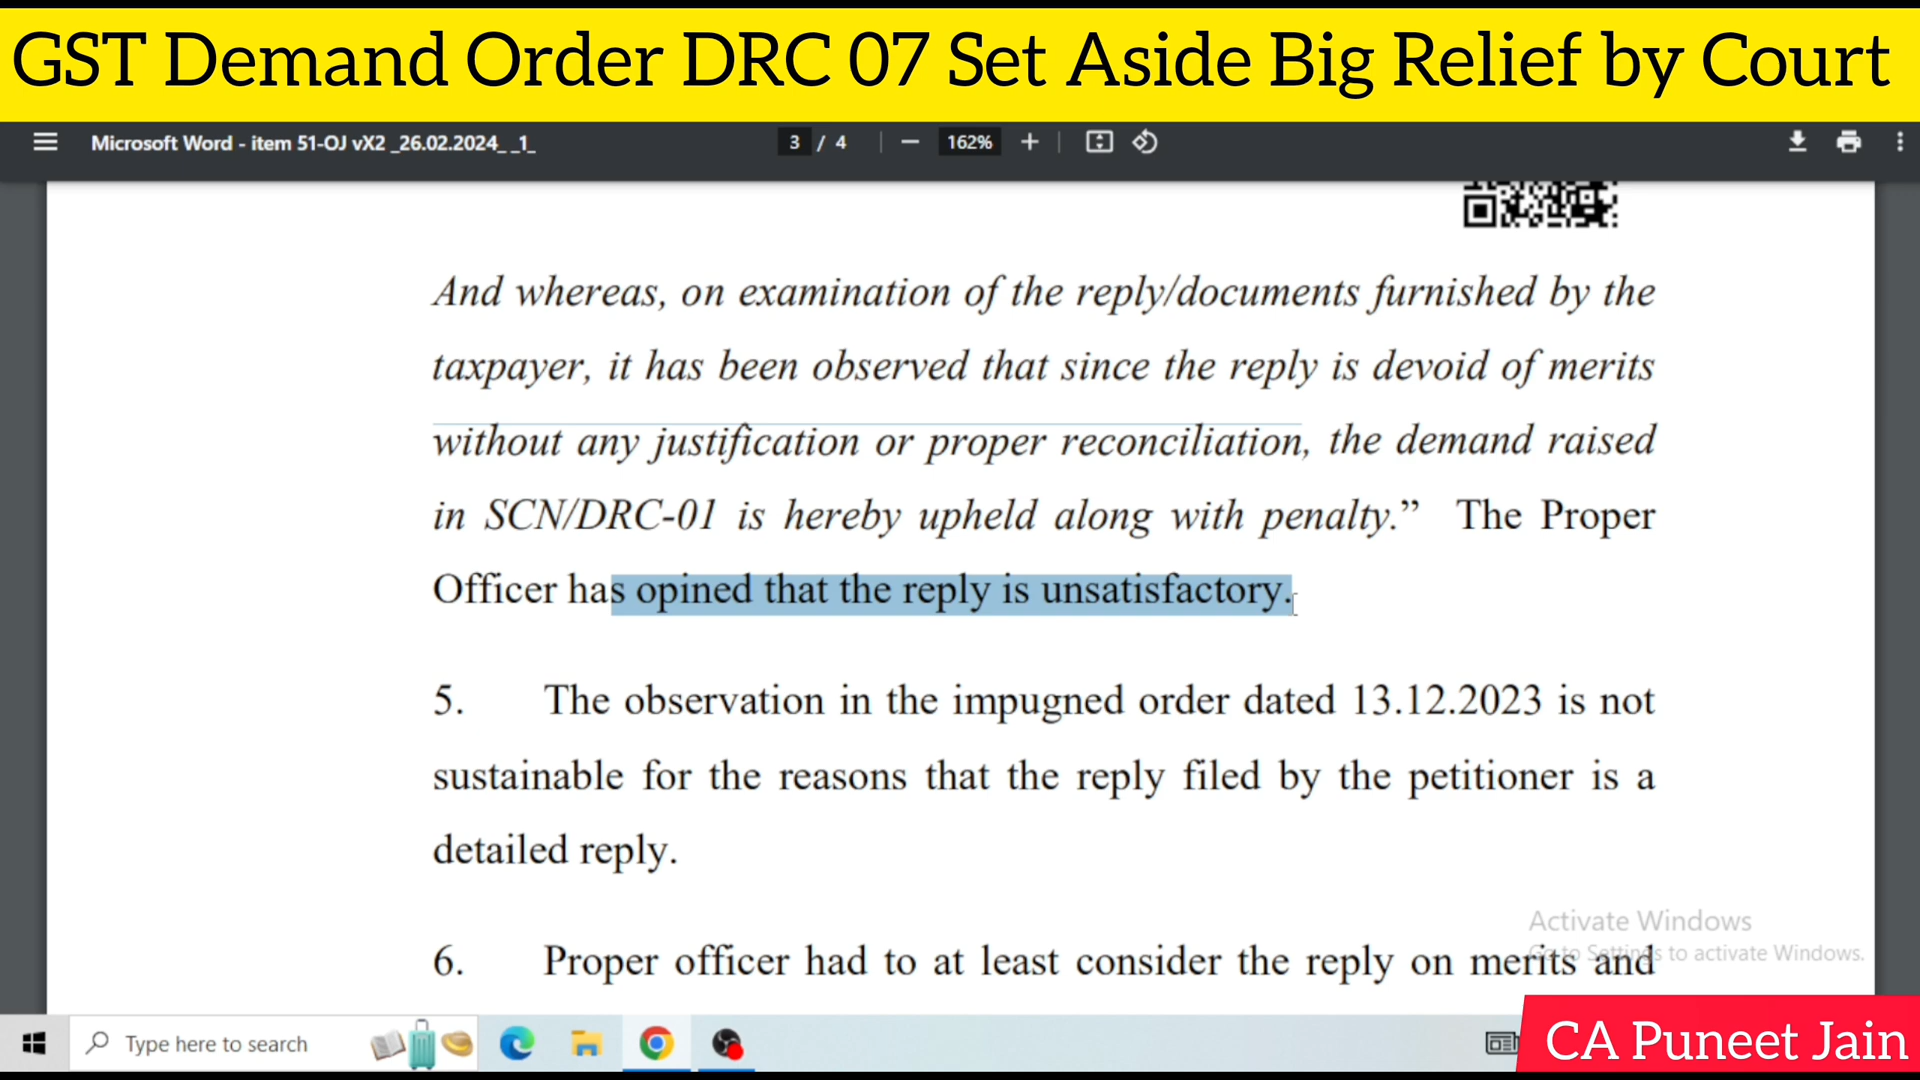 GST Demand Order DRC 07 Set Aside Big Relief by Court
Microsoft Word - item 51-OJ vX2 _26.02.2024_ _1_
3 / 4
162%
And whereas, on examination of the reply/documents furnished by the
taxpayer, it has been observed that since the reply is devoid of merits
without any justification or proper reconciliation, the demand raised
in SCN/DRC-01 is hereby upheld along with penalty.” The Proper
Officer has opined that the reply is unsatisfactory.
5. The observation in the impugned order dated 13.12.2023 is not
sustainable for the reasons that the reply filed by the petitioner is a
detailed reply.
6. Proper officer had to at least consider the reply on merits and
Activate Windows
Go to Settings to activate Windows.
Type here to search
CA Puneet Jain